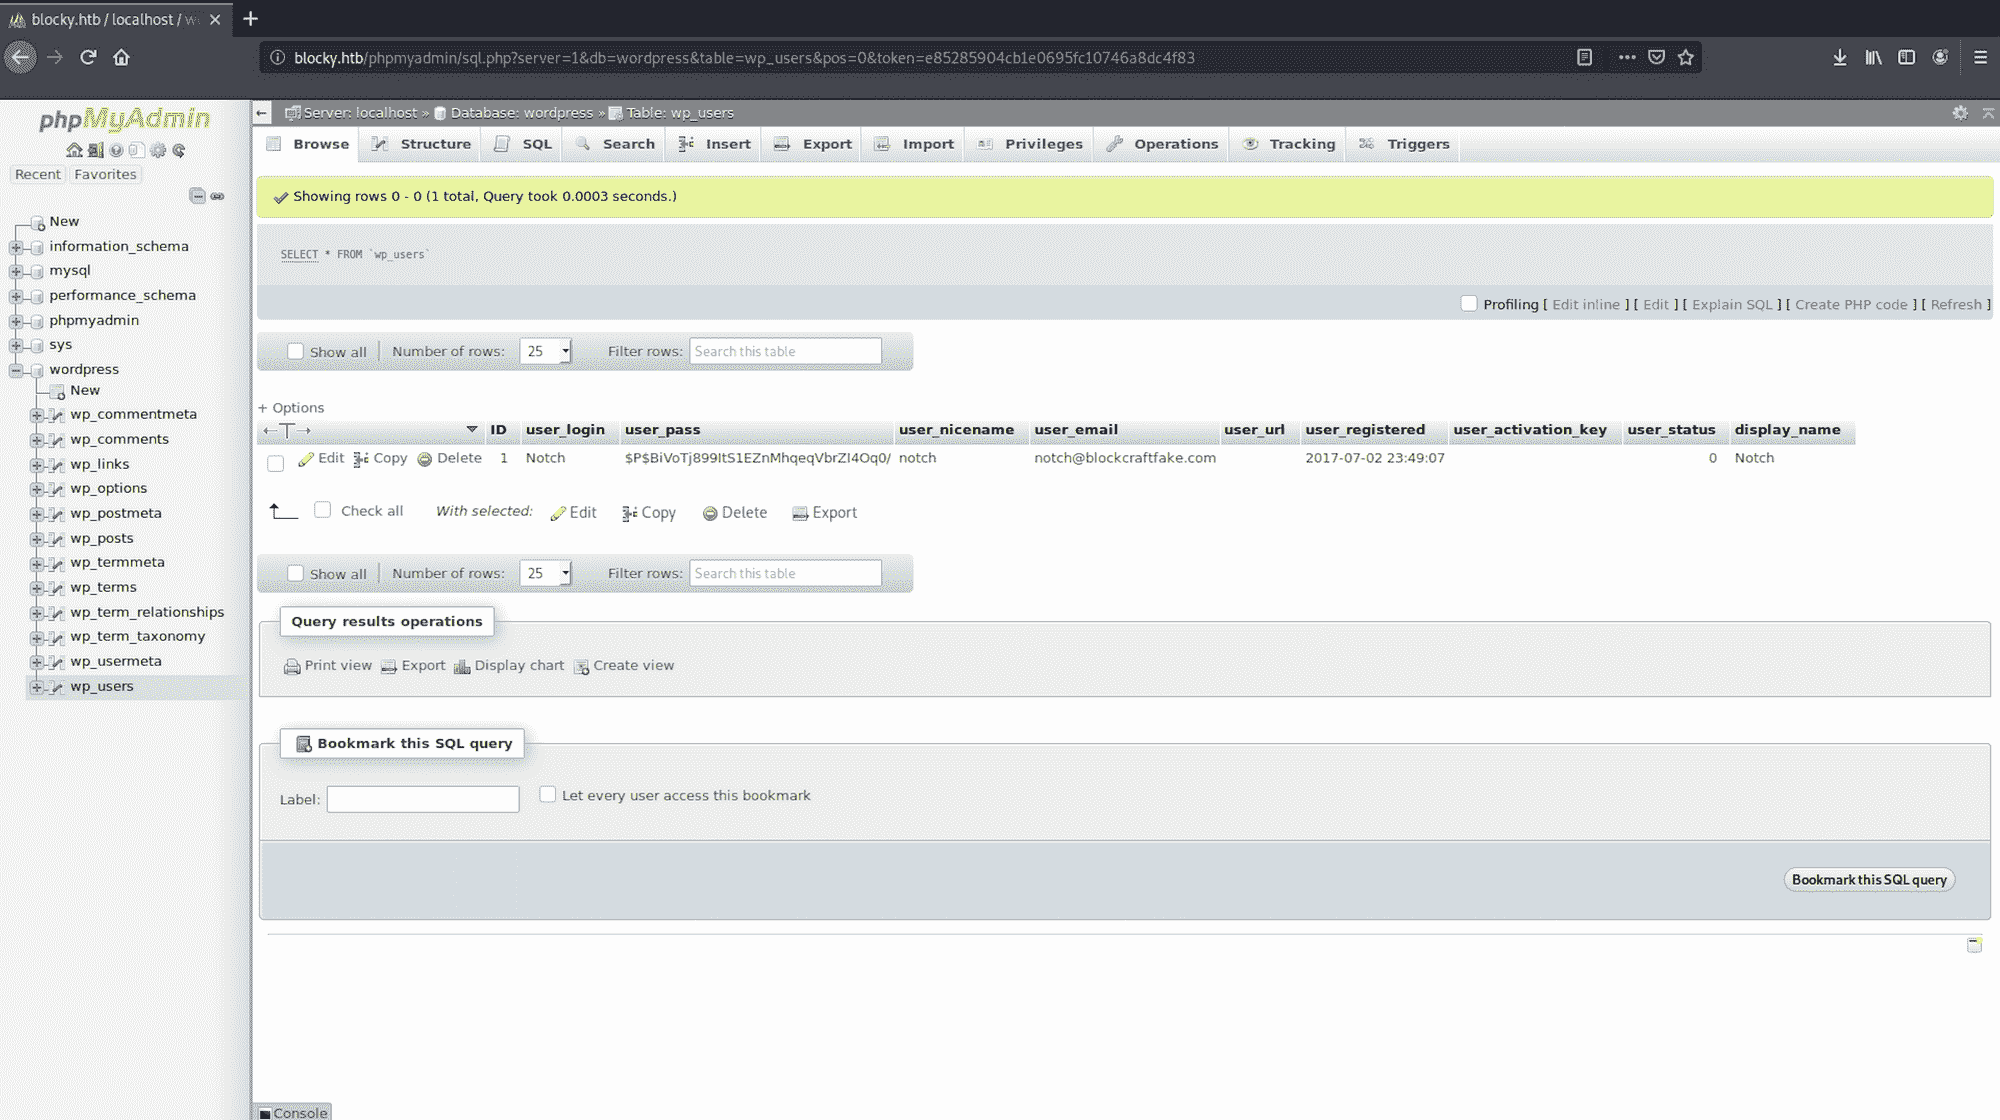 blocky.htb / localhost / w
blocky.htb/phpmyadmin/sql.php?server=1&db=wordpress&table=wp_users&pos=0&token=e85285904cb1e0695fc10746a8dc4f83
phpMyAdmin
Recent Favorites
New
information_schema
mysql
performance_schema
phpmyadmin
sys
wordpress
New
wp_commentmeta
wp_comments
wp_links
wp_options
wp_postmeta
wp_posts
wp_termmeta
wp_terms
wp_term_relationships
wp_term_taxonomy
wp_usermeta
wp_users
Server: localhost » Database: wordpress » Table: wp_users
Browse Structure SQL Search Insert Export Import Privileges Operations Tracking Triggers
Showing rows 0 - 0 (1 total, Query took 0.0003 seconds.)
SELECT * FROM `wp_users`
Profiling [ Edit inline ] [ Edit ] [ Explain SQL ] [ Create PHP code ] [ Refresh ]
Show all Number of rows: 25 Filter rows: Search this table
+ Options
ID user_login user_pass user_nicename user_email user_url user_registered user_activation_key user_status display_name
Edit Copy Delete 1 Notch $P$BiVoTj899ItS1EZnMhqeqVbrZI4Oq0/ notch notch@blockcraftfake.com 2017-07-02 23:49:07 0 Notch
Check all With selected: Edit Copy Delete Export
Show all Number of rows: 25 Filter rows: Search this table
Query results operations
Print view Export Display chart Create view
Bookmark this SQL query
Label: Let every user access this bookmark
Bookmark this SQL query
Console